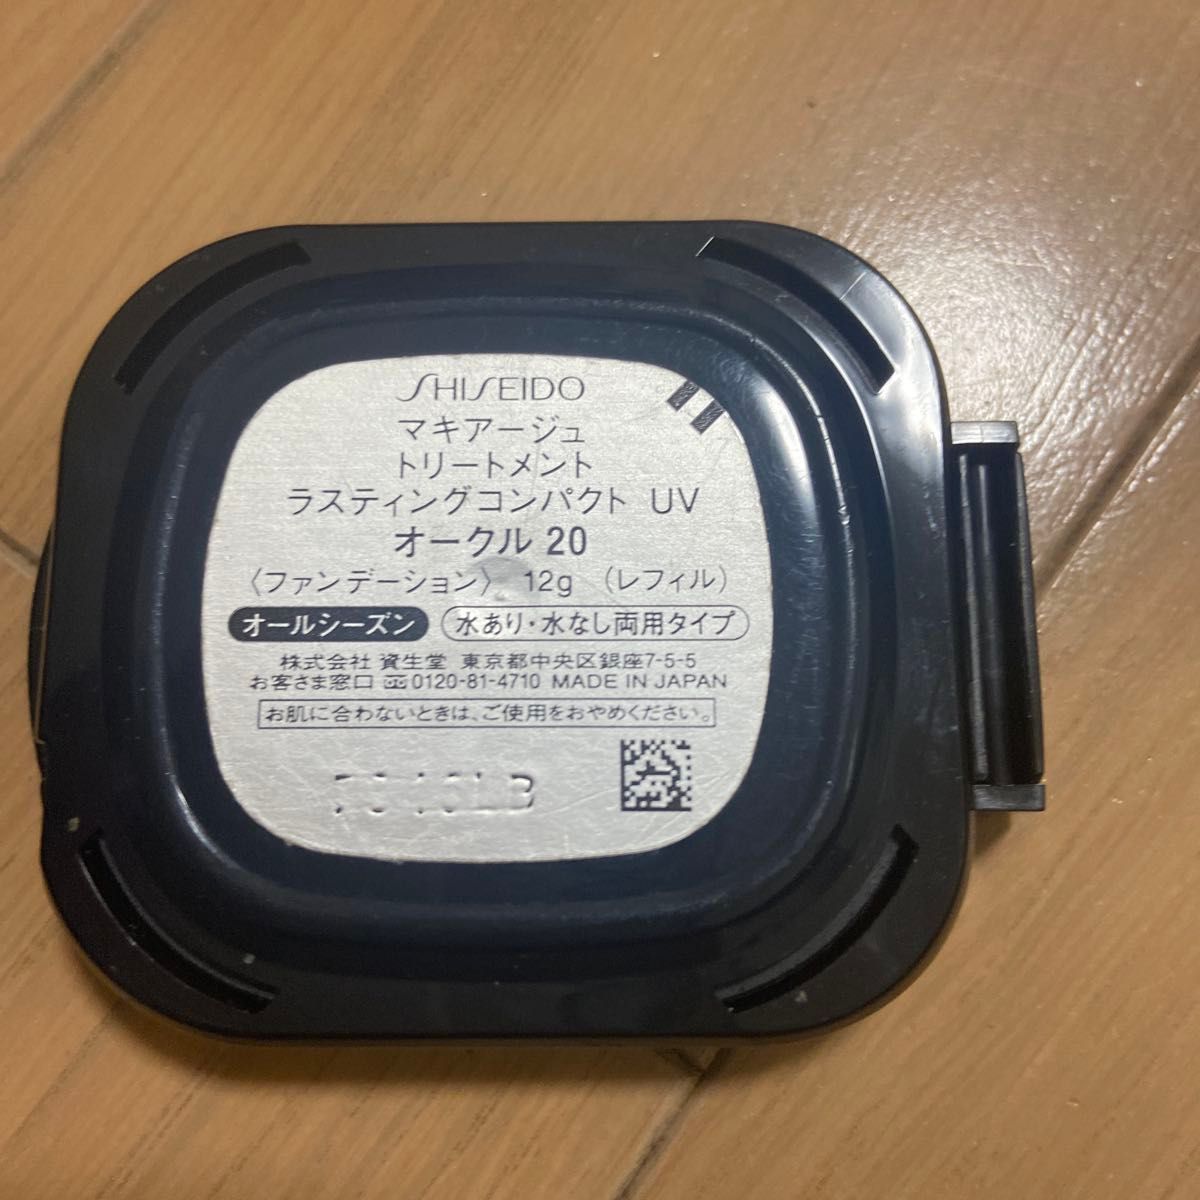 SHISEIDO
マキアージュ
トリートメント
ラスティングコンパクト UV
オークル 20
〈ファンデーション〉 12g （レフィル）
オールシーズン 水あり・水なし両用タイプ
株式会社 資生堂 東京都中央区銀座7-5-5
お客さま窓口 0120-81-4710 MADE IN JAPAN
お肌に合わないときは、ご使用をおやめください。